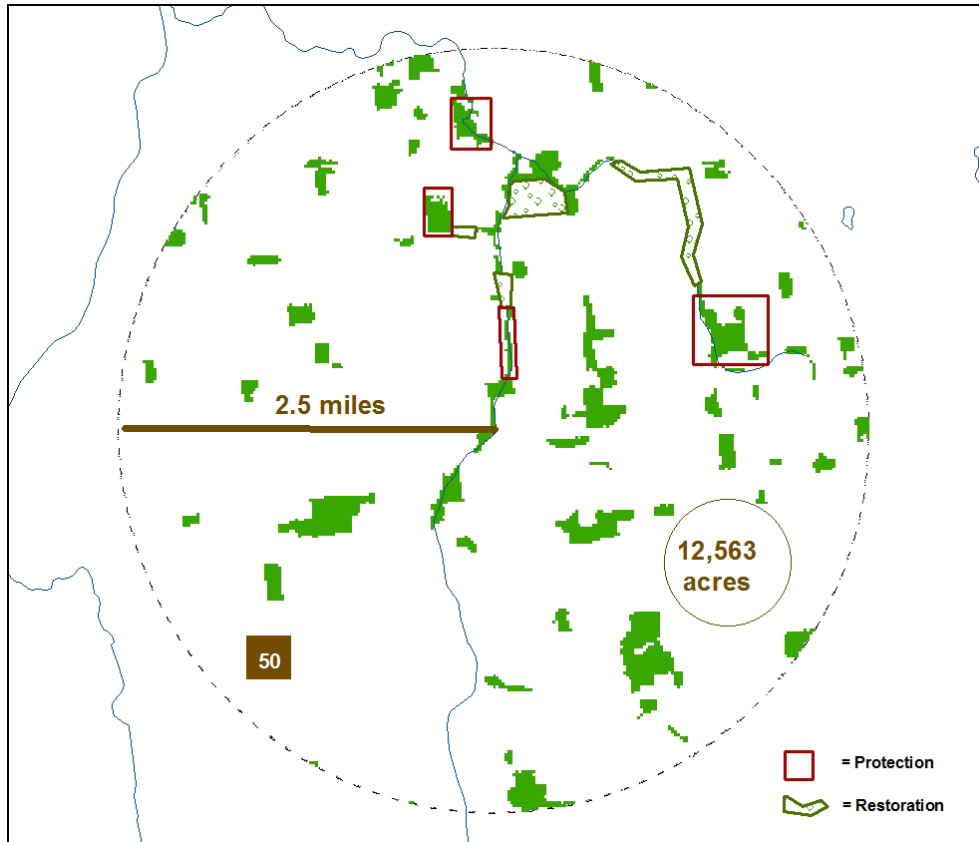 2.5 miles
12,563
acres
50
= Protection
= Restoration